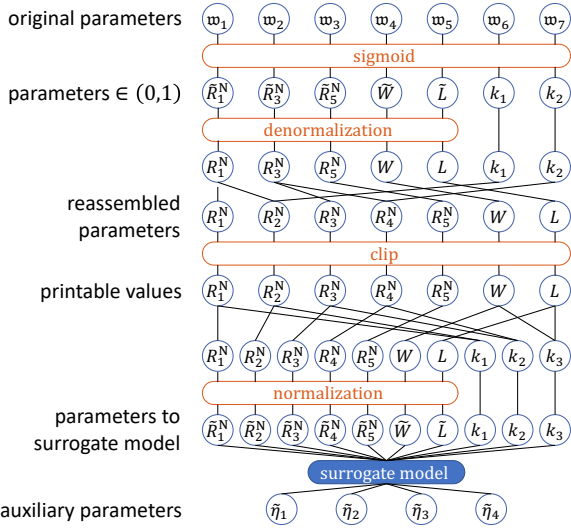 original parameters 𝔴₁ 𝔴₂ 𝔴₃ 𝔴₄ 𝔴₅ 𝔴₆ 𝔴₇
sigmoid
parameters ∈ (0,1) R̃₁ᴺ R̃₃ᴺ R̃₅ᴺ W̃ L̃ k₁ k₂
denormalization
R₁ᴺ R₃ᴺ R₅ᴺ W L k₁ k₂
reassembled
parameters
R₁ᴺ R₂ᴺ R₃ᴺ R₄ᴺ R₅ᴺ W L
clip
printable values R₁ᴺ R₂ᴺ R₃ᴺ R₄ᴺ R₅ᴺ W L
R₁ᴺ R₂ᴺ R₃ᴺ R₄ᴺ R₅ᴺ W L k₁ k₂ k₃
normalization
parameters to
surrogate model
R̃₁ᴺ R̃₂ᴺ R̃₃ᴺ R̃₄ᴺ R̃₅ᴺ W̃ L̃ k₁ k₂ k₃
surrogate model
auxiliary parameters η̃₁ η̃₂ η̃₃ η̃₄